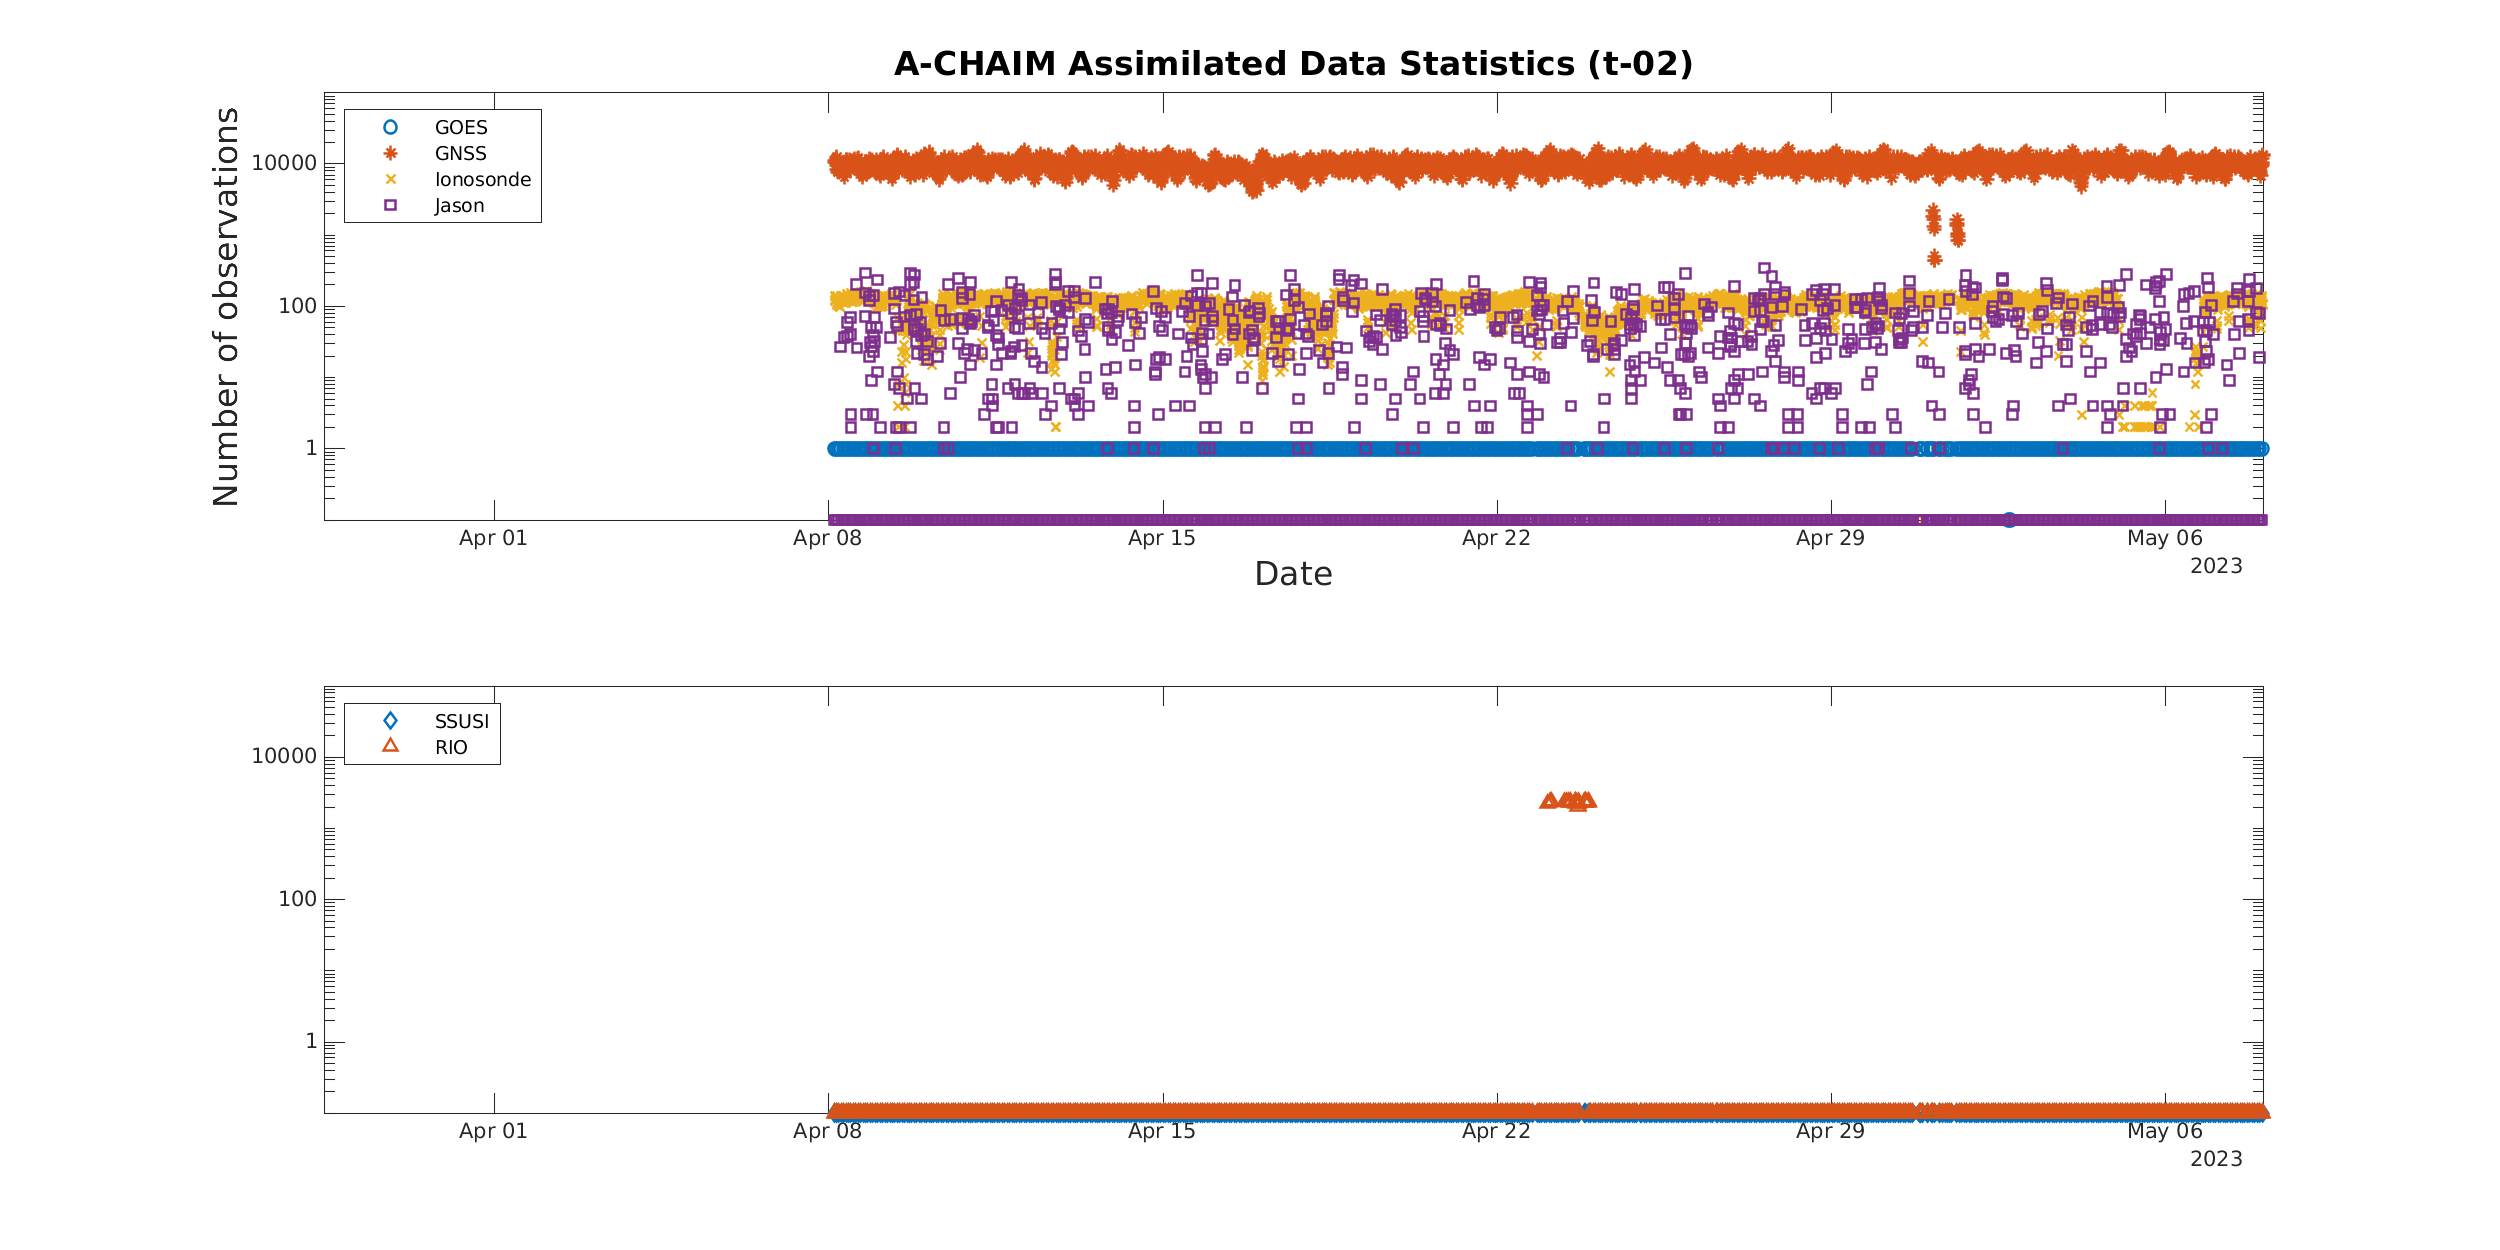 A-CHAIM Assimilated Data Statistics (t-02)
Number of observations
10000
100
1
GOES
GNSS
Ionosonde
Jason
Apr 01
Apr 08
Apr 15
Apr 22
Apr 29
May 06
2023
Date
10000
100
1
SSUSI
RIO
Apr 01
Apr 08
Apr 15
Apr 22
Apr 29
May 06
2023